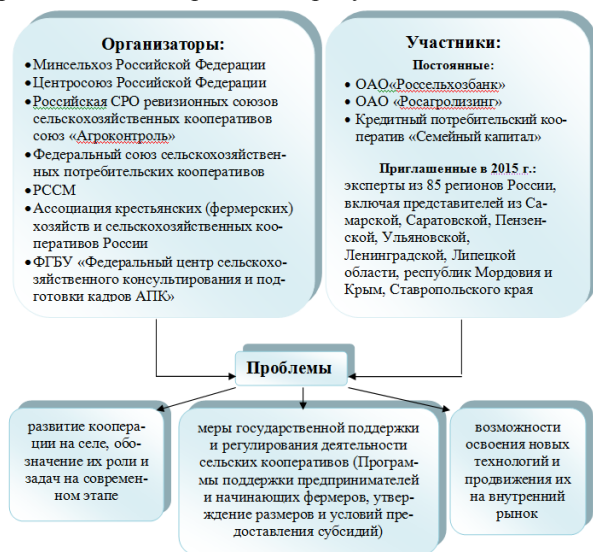 Организаторы:
• Минсельхоз Российской Федерации
• Центросоюз Российской Федерации
• Российская СРО ревизионных союзов
сельскохозяйственных кооперативов
союз «Агроконтроль»
• Федеральный союз сельскохозяйствен-
ных потребительских кооперативов
• РССМ
• Ассоциация крестьянских (фермерских)
хозяйств и сельскохозяйственных коо-
перативов России
• ФГБУ «Федеральный центр сельскохо-
зяйственного консультирования и под-
готовки кадров АПК»
Участники:
Постоянные:
• ОАО«Россельхозбанк»
• ОАО «Росагролизинг»
• Кредитный потребительский коо-
ператив «Семейный капитал»
Приглашенные в 2015 г.:
эксперты из 85 регионов России,
включая представителей из Са-
марской, Саратовской, Пензен-
ской, Ульяновской,
Ленинградской, Липецкой
области, республик Мордовия и
Крым, Ставропольского края
Проблемы
развитие коопера-
ции на селе, обо-
значение их роли и
задач на современ-
ном этапе
меры государственной поддержки
и регулирования деятельности
сельских кооперативов (Програм-
мы поддержки предпринимателей
и начинающих фермеров, утвер-
ждение размеров и условий пре-
доставления субсидий)
возможности
освоения новых
технологий и
продвижения их
на внутренний
рынок